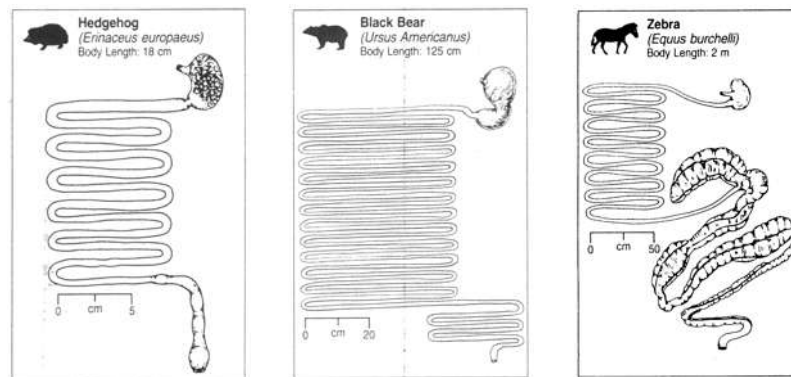 Hedgehog
(Erinaceus europaeus)
Body Length: 18 cm
0 cm 5
Black Bear
(Ursus Americanus)
Body Length: 125 cm
0 cm 20
Zebra
(Equus burchelli)
Body Length: 2 m
0 cm 50